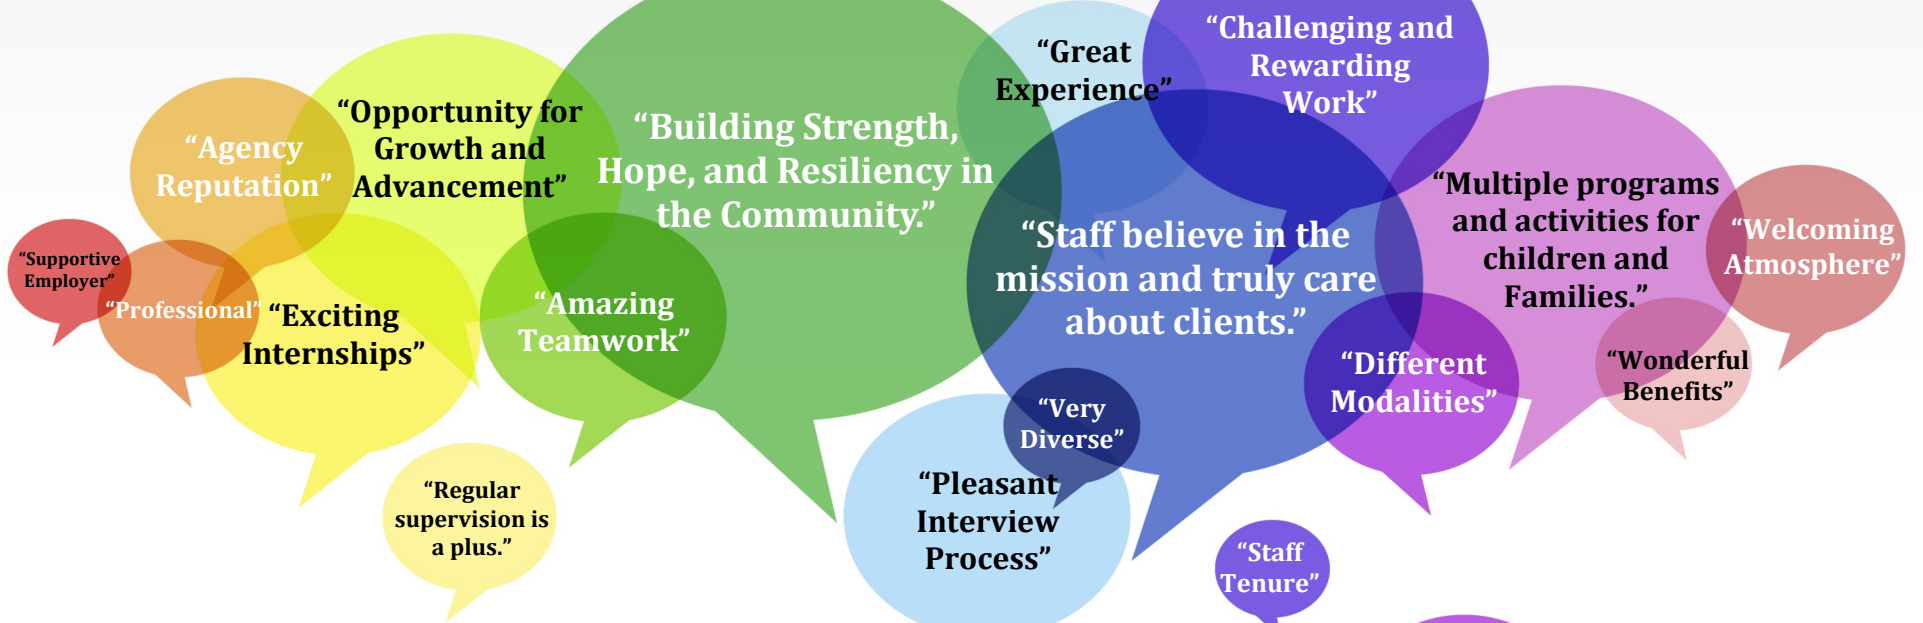 “Supportive
Employer”
“Agency
Reputation”
“Professional”
“Opportunity for
Growth and
Advancement”
“Exciting
Internships”
“Regular
supervision is
a plus.”
“Amazing
Teamwork”
“Building Strength,
Hope, and Resiliency in
the Community.”
“Great
Experience”
“Challenging and
Rewarding
Work”
“Staff believe in the
mission and truly care
about clients.”
“Very
Diverse”
“Pleasant
Interview
Process”
“Staff
Tenure”
“Different
Modalities”
“Multiple programs
and activities for
children and
Families.”
“Wonderful
Benefits”
“Welcoming
Atmosphere”